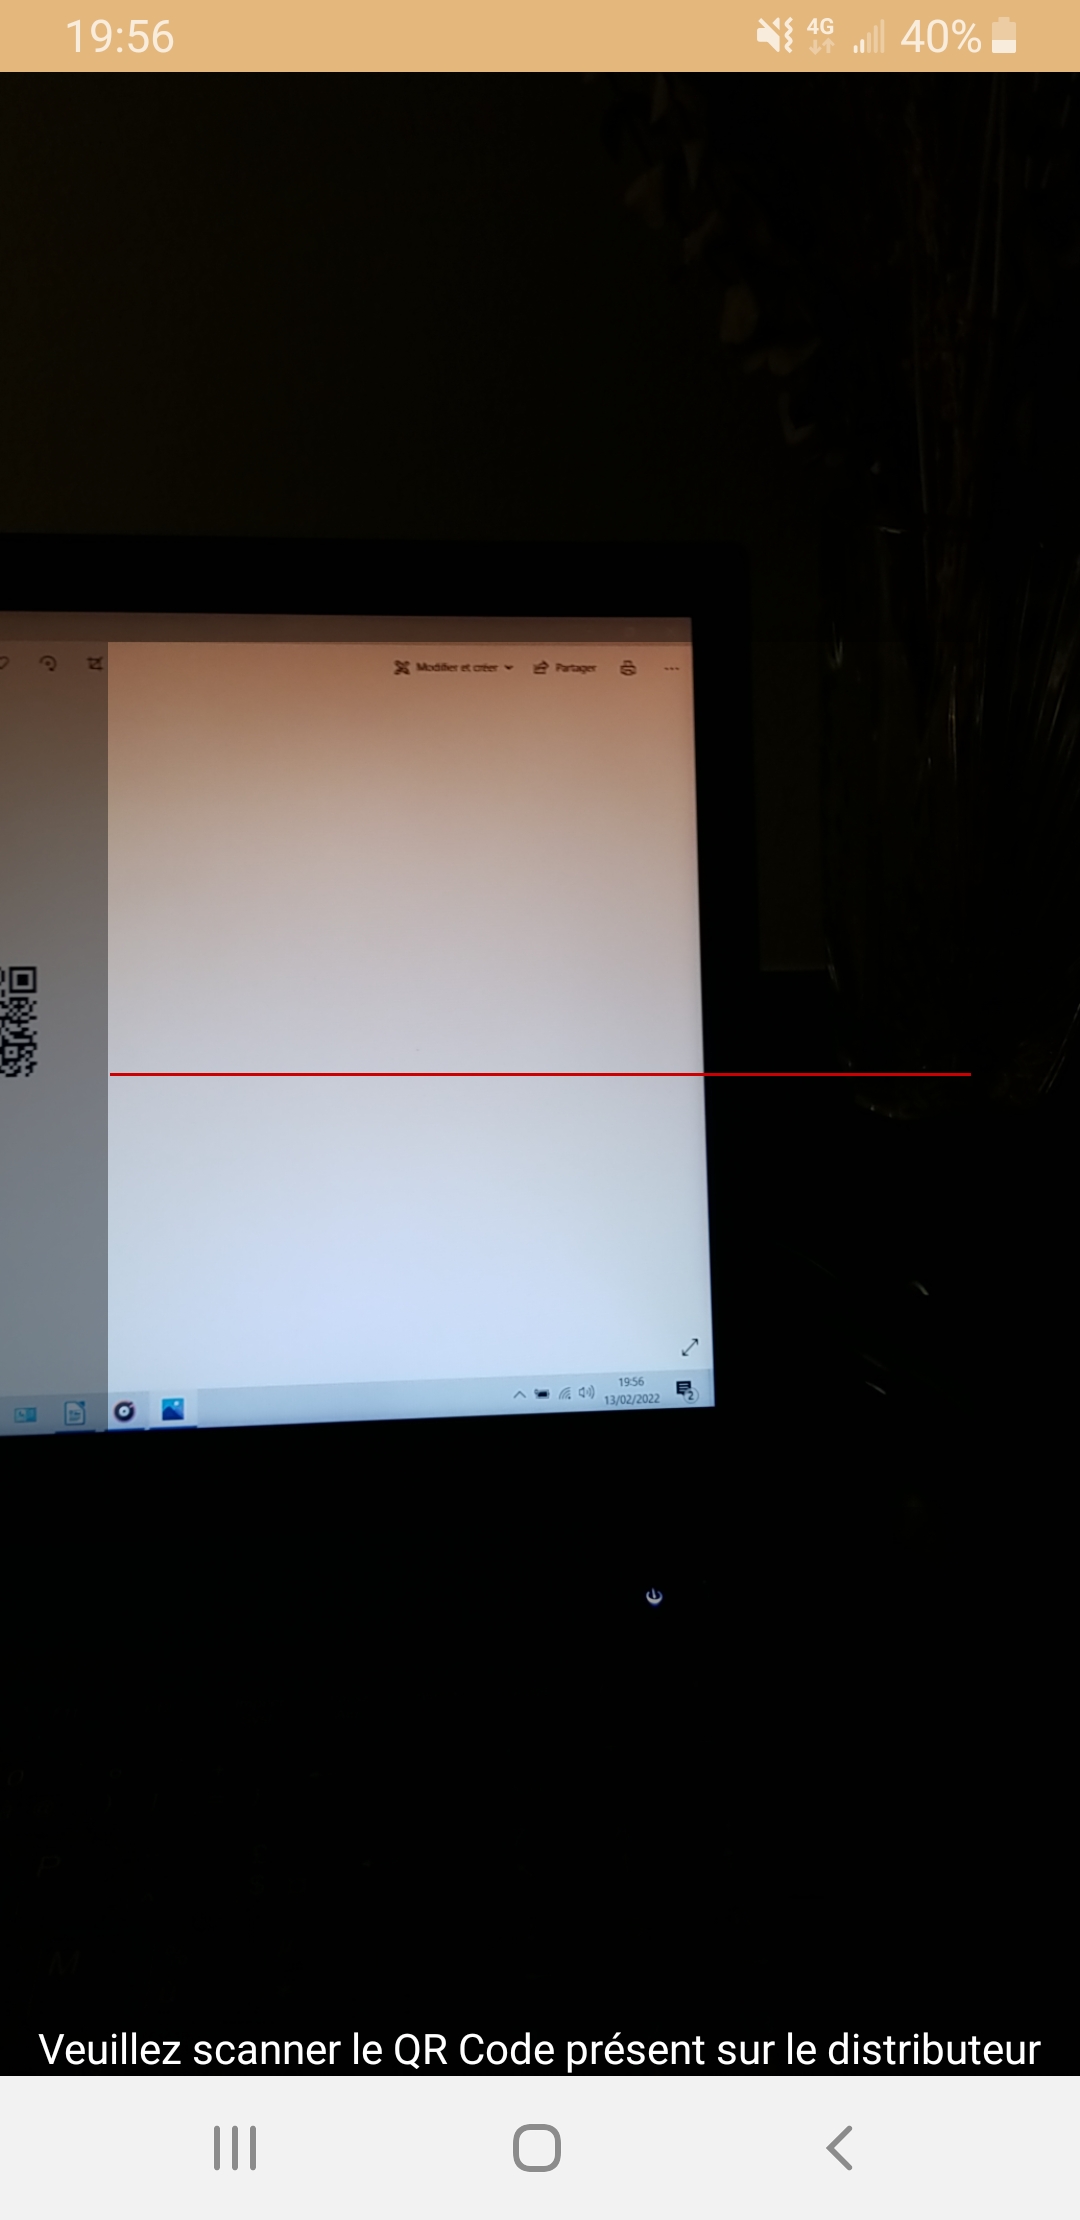 19:56
4G
40%
Modifier et créer
Partager
...
19:56
13/02/2022
2
P
M
Veuillez scanner le QR Code présent sur le distributeur